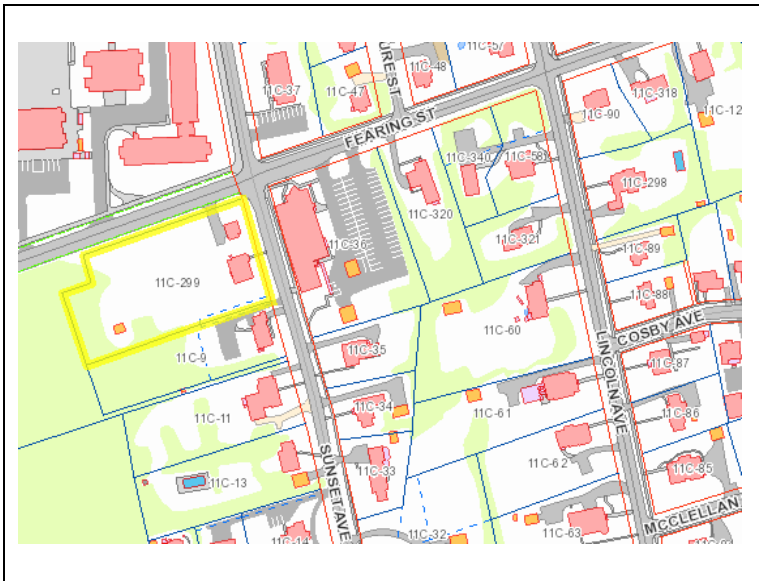 11C-57
11C-48
11C-37
URE ST
11C-47
11C-318
11C-90
11C-12
FEARING ST
11C-340
11C-58
11C-298
11C-320
11C-36
11C-321
11C-89
11C-299
11C-88
11C-60
COSBY AVE
11C-9
11C-35
LINCOLN AVE
11C-87
11C-34
11C-61
11C-86
11C-11
SUNSET AVE
11C-33
11C-62
11C-85
11C-13
MCCLELLAN
11C-14
11C-32
11C-63